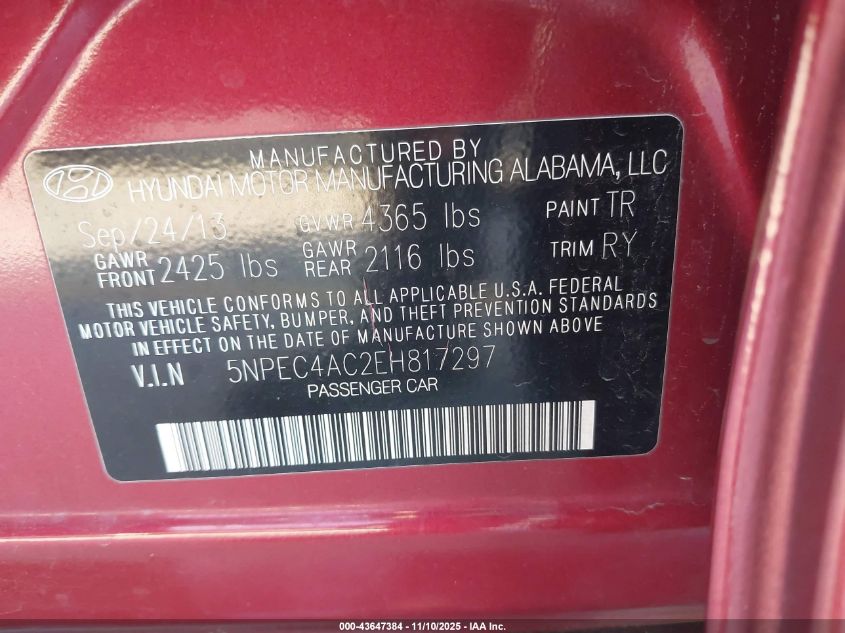 MANUFACTURED BY
HYUNDAI MOTOR MANUFACTURING ALABAMA, LLC
Sep/24/13 GVWR 4365 lbs PAINT TR
GAWR FRONT 2425 lbs GAWR REAR 2116 lbs TRIM RY
THIS VEHICLE CONFORMS TO ALL APPLICABLE U.S.A. FEDERAL
MOTOR VEHICLE SAFETY, BUMPER, AND THEFT PREVENTION STANDARDS
IN EFFECT ON THE DATE OF MANUFACTURE SHOWN ABOVE
V.I.N 5NPEC4AC2EH817297
PASSENGER CAR
000-43647384 - 11/10/2025 - IAA Inc.